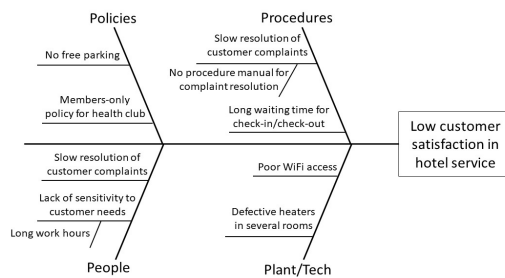 Policies
Procedures
No free parking
Members-only
policy for health club
Slow resolution of
customer complaints
No procedure manual for
complaint resolution
Long waiting time for
check-in/check-out
Low customer
satisfaction in
hotel service
Slow resolution of
customer complaints
Lack of sensitivity to
customer needs
Long work hours
Poor WiFi access
Defective heaters
in several rooms
People
Plant/Tech